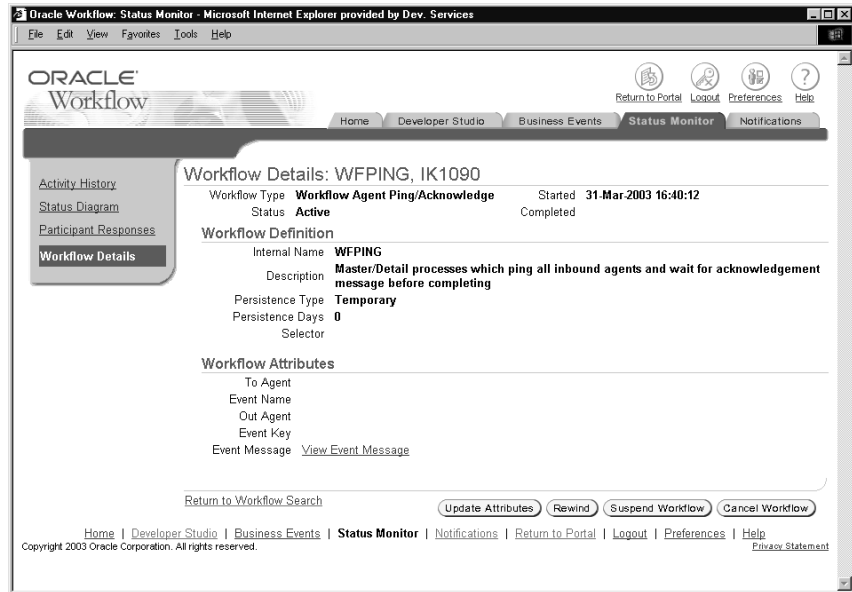 Oracle Workflow: Status Monitor - Microsoft Internet Explorer provided by Dev. Services
File Edit View Favorites Tools Help
ORACLE
Workflow
Return to Portal Logout Preferences Help
Home Developer Studio Business Events Status Monitor Notifications
Activity History
Status Diagram
Participant Responses
Workflow Details
Workflow Details: WFPING, IK1090
Workflow Type Workflow Agent Ping/Acknowledge Started 31-Mar-2003 16:40:12
Status Active Completed
Workflow Definition
Internal Name WFPING
Description Master/Detail processes which ping all inbound agents and wait for acknowledgement
message before completing
Persistence Type Temporary
Persistence Days 0
Selector
Workflow Attributes
To Agent
Event Name
Out Agent
Event Key
Event Message View Event Message
Return to Workflow Search
Update Attributes Rewind Suspend Workflow Cancel Workflow
Home | Developer Studio | Business Events | Status Monitor | Notifications | Return to Portal | Logout | Preferences | Help
Copyright 2003 Oracle Corporation. All rights reserved. Privacy Statement